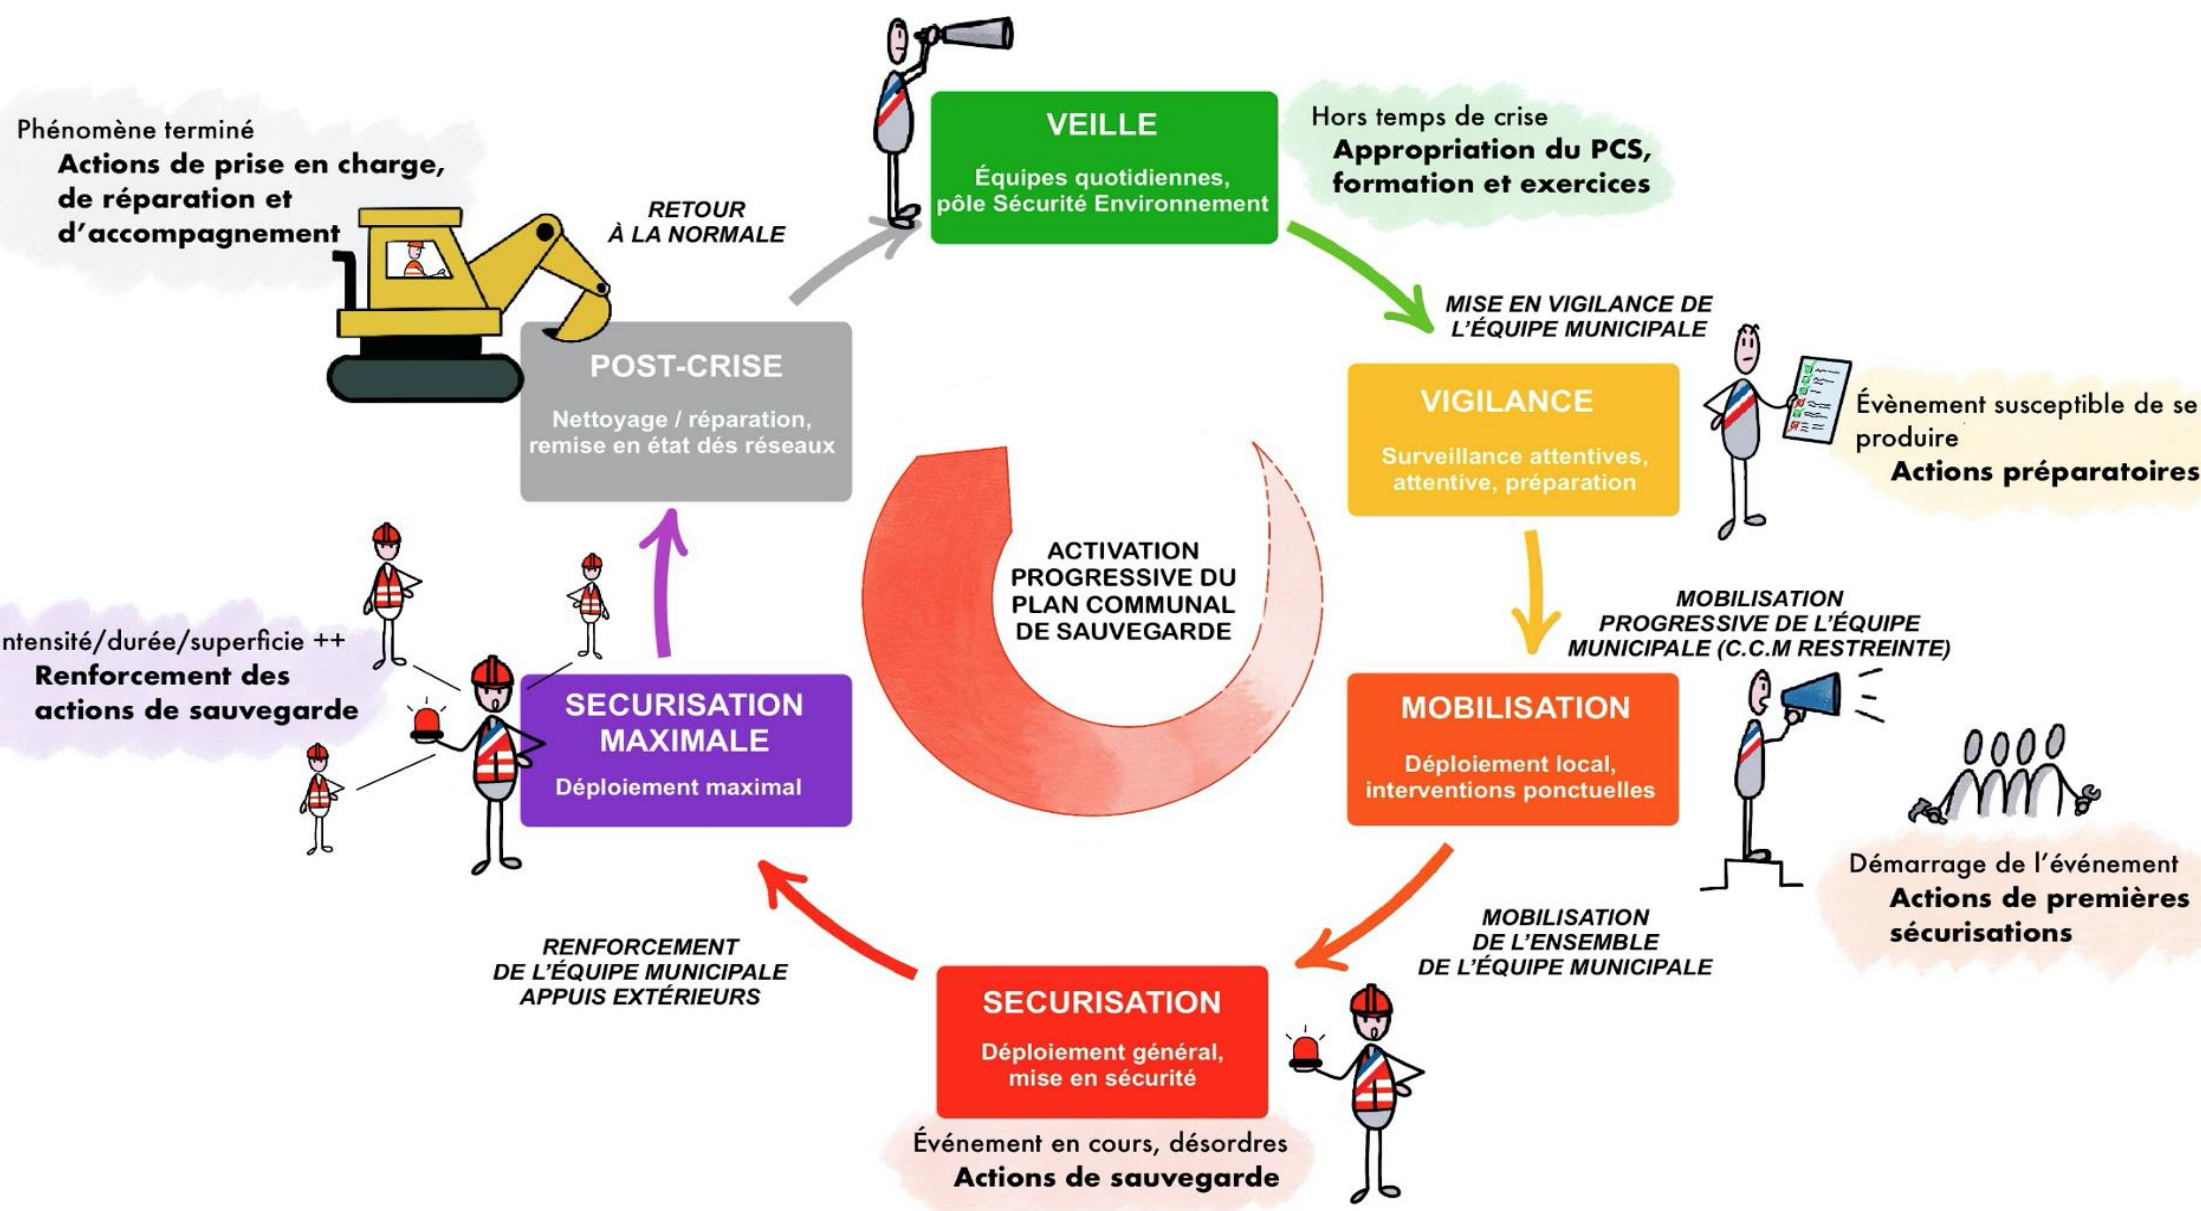 VEILLE
Équipes quotidiennes,
pôle Sécurité Environnement
Hors temps de crise
Appropriation du PCS,
formation et exercices
MISE EN VIGILANCE DE
L'ÉQUIPE MUNICIPALE
VIGILANCE
Surveillance attentives,
attentive, préparation
Évènement susceptible de se
produire
Actions préparatoires
MOBILISATION
PROGRESSIVE DE L'ÉQUIPE
MUNICIPALE (C.C.M RESTREINTE)
MOBILISATION
Déploiement local,
interventions ponctuelles
Démarrage de l'événement
Actions de premières
sécurisations
MOBILISATION
DE L'ENSEMBLE
DE L'ÉQUIPE MUNICIPALE
SECURISATION
Déploiement général,
mise en sécurité
Événement en cours, désordres
Actions de sauvegarde
RENFORCEMENT
DE L'ÉQUIPE MUNICIPALE
APPUIS EXTÉRIEURS
SECURISATION
MAXIMALE
Déploiement maximal
ntensité/durée/superficie ++
Renforcement des
actions de sauvegarde
POST-CRISE
Nettoyage / réparation,
remise en état dés réseaux
Phénomène terminé
Actions de prise en charge,
de réparation et
d'accompagnement
RETOUR
À LA NORMALE
ACTIVATION
PROGRESSIVE DU
PLAN COMMUNAL
DE SAUVEGARDE